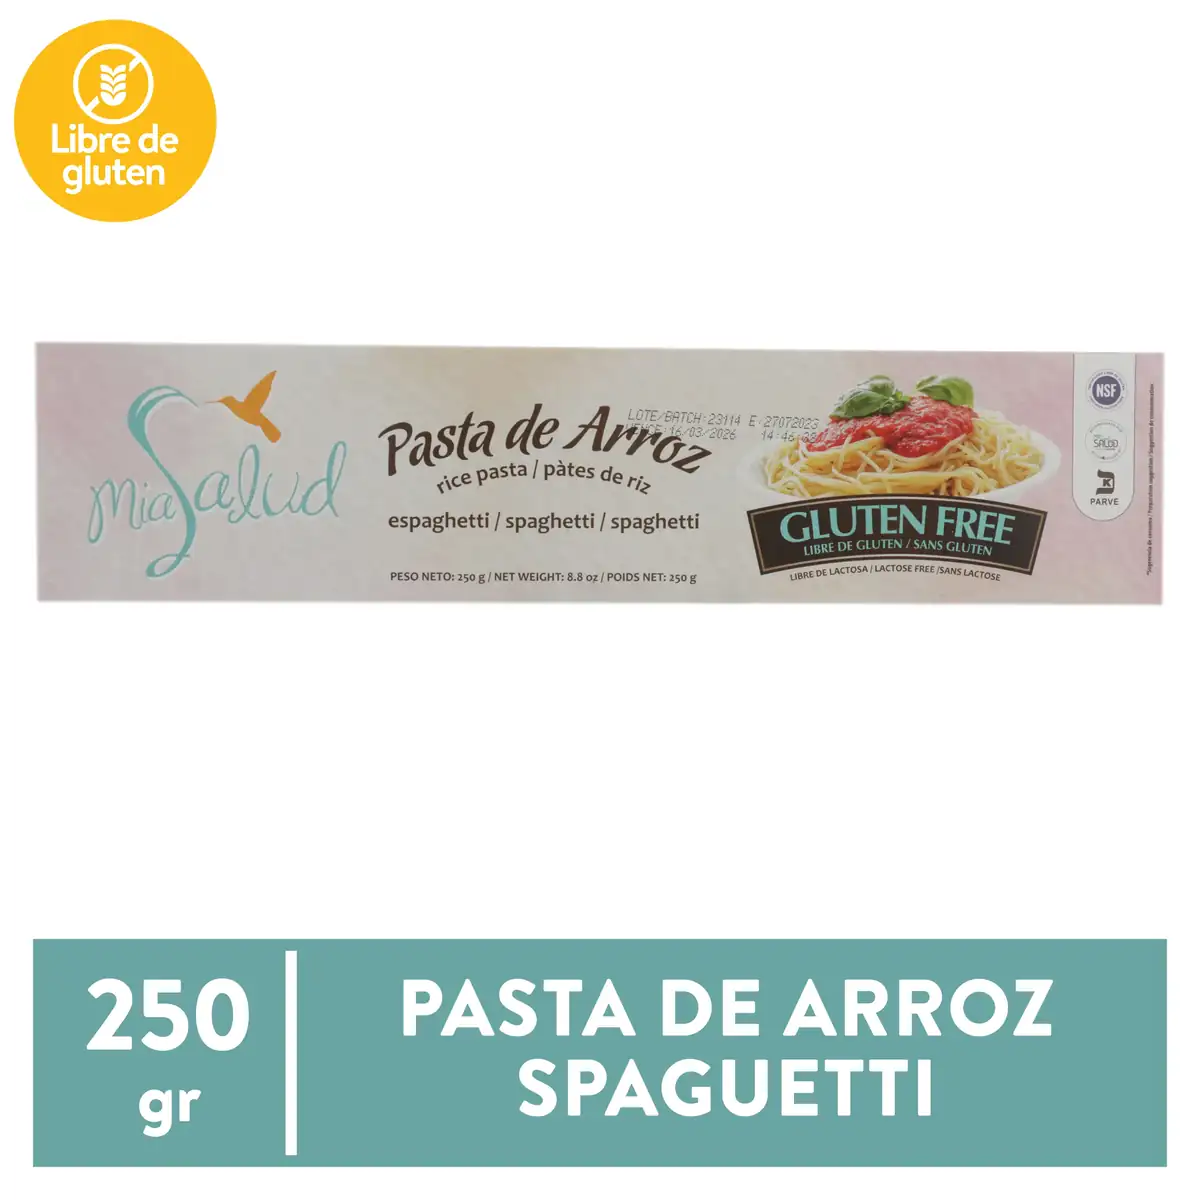 Libre de
gluten
Mia Salud
Pasta de Arroz
rice pasta / pàtes de riz
espaghetti / spaghetti / spaghetti
PESO NETO: 250 g / NET WEIGHT: 8.8 oz / POIDS NET: 250 g
LOTE/BATCH:23114 E 27072023
VENCE:16/03/2026 14:46
GLUTEN FREE
LIBRE DE GLUTEN / SANS GLUTEN
LIBRE DE LACTOSA / LACTOSE FREE /SANS LACTOSE
NSF
SALUD
K
PARVE
250
gr
PASTA DE ARROZ
SPAGUETTI